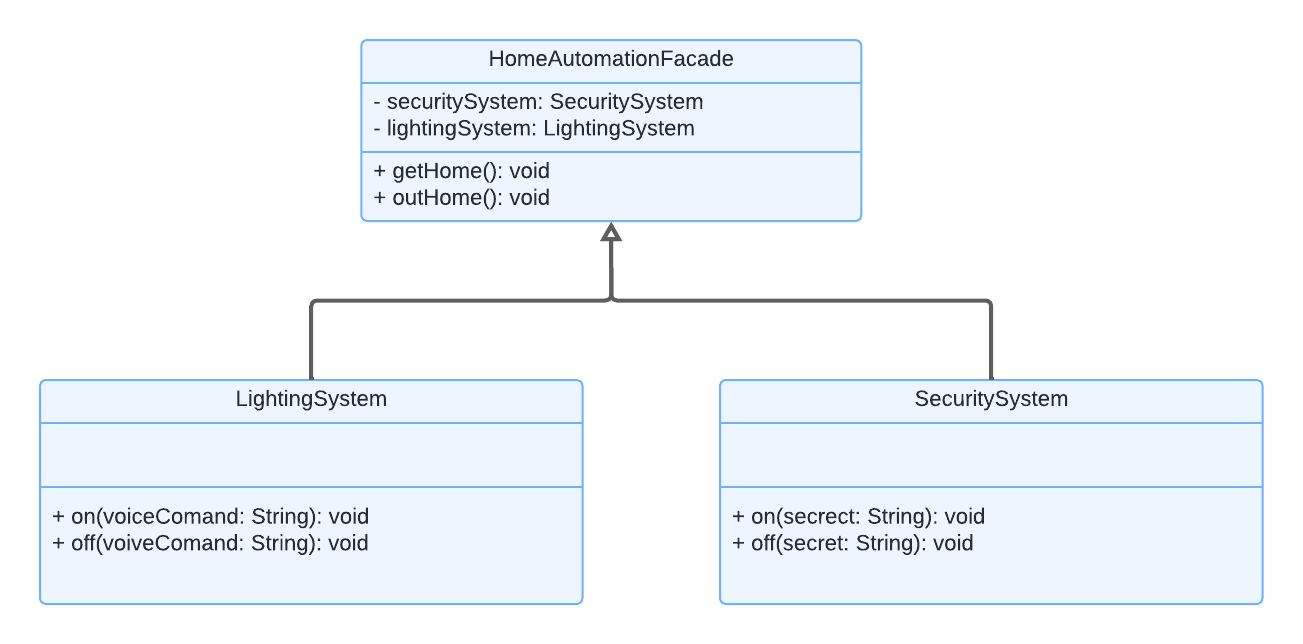 HomeAutomationFacade
- securitySystem: SecuritySystem
- lightingSystem: LightingSystem
+ getHome(): void
+ outHome(): void
LightingSystem
+ on(voiceComand: String): void
+ off(voiveComand: String): void
SecuritySystem
+ on(secrect: String): void
+ off(secret: String): void